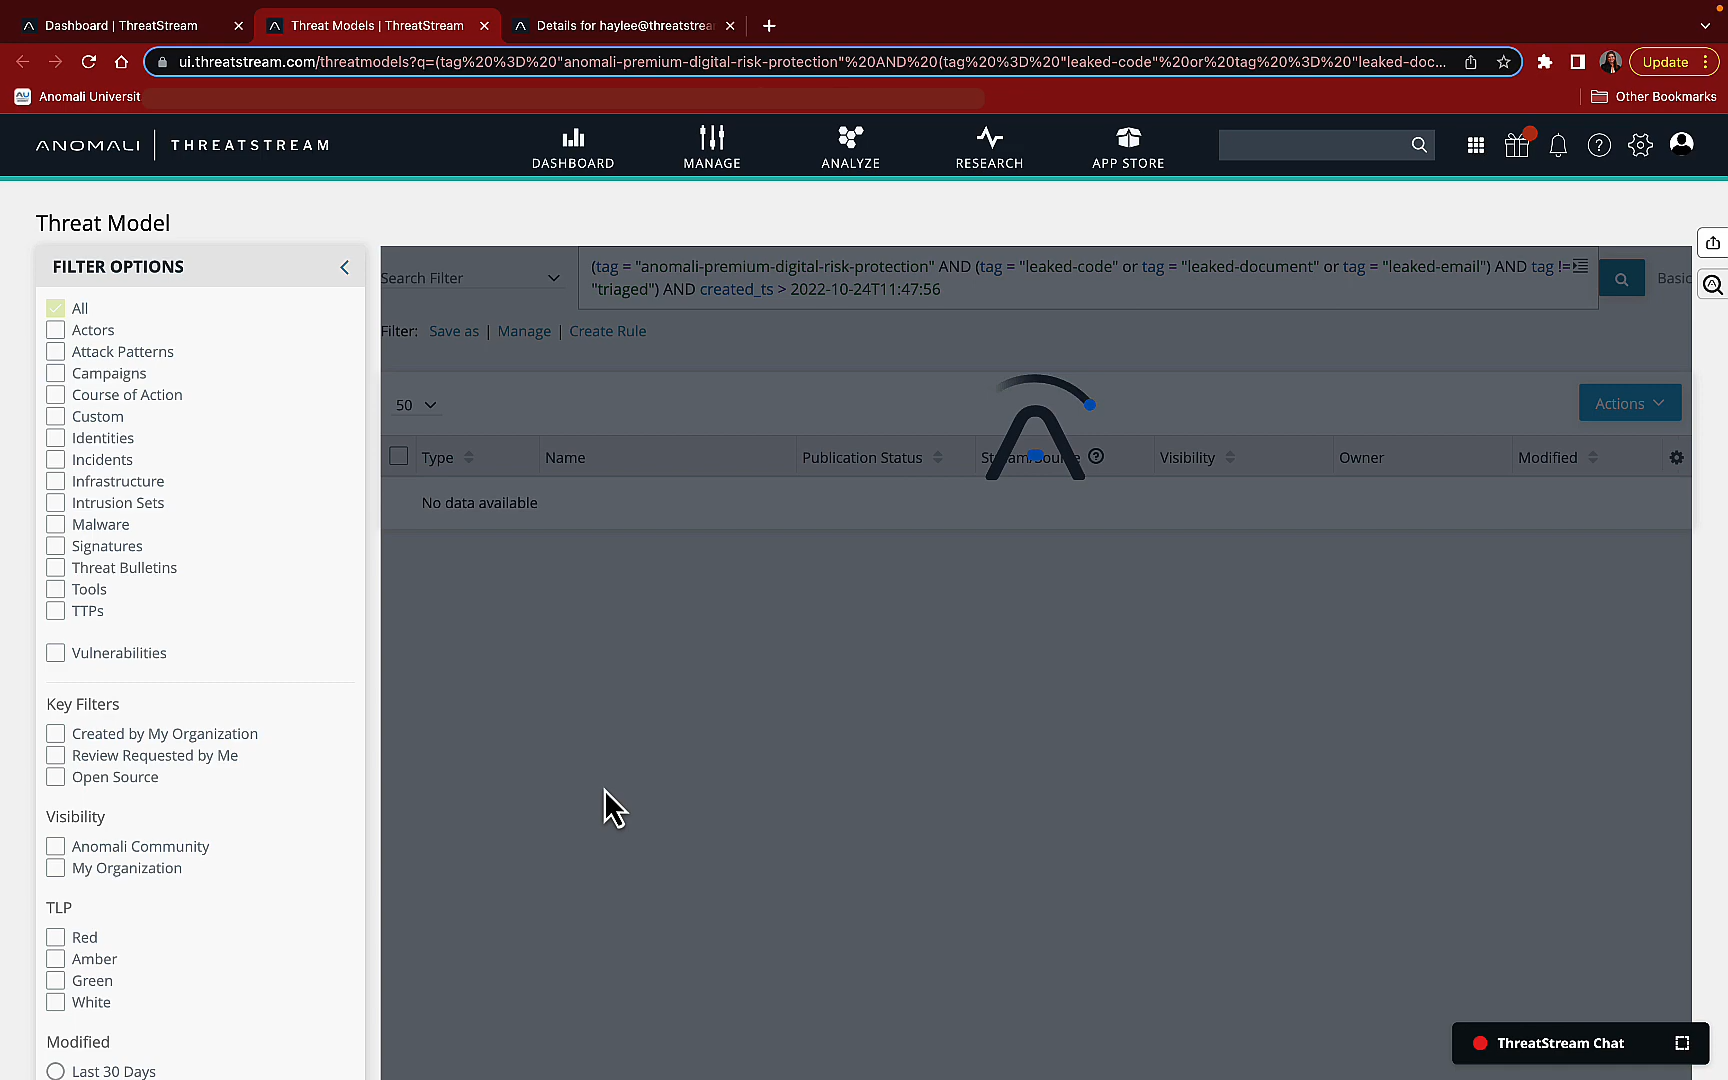 Dashboard | ThreatStream
Threat Models | ThreatStream
Details for haylee@threatstrea
ui.threatstream.com/threatmodels?q=(tag%20%3D%20"anomali-premium-digital-risk-protection"%20AND%20(tag%20%3D%20"leaked-code"%20or%20tag%20%3D%20"leaked-doc...
Update
Anomali Universit
Other Bookmarks
ANOMALI | THREATSTREAM
DASHBOARD
MANAGE
ANALYZE
RESEARCH
APP STORE
Threat Model
FILTER OPTIONS
All
Actors
Attack Patterns
Campaigns
Course of Action
Custom
Identities
Incidents
Infrastructure
Intrusion Sets
Malware
Signatures
Threat Bulletins
Tools
TTPs
Vulnerabilities
Key Filters
Created by My Organization
Review Requested by Me
Open Source
Visibility
Anomali Community
My Organization
TLP
Red
Amber
Green
White
Modified
Last 30 Days
Search Filter
(tag = "anomali-premium-digital-risk-protection" AND (tag = "leaked-code" or tag = "leaked-document" or tag = "leaked-email") AND tag !=
"triaged") AND created_ts > 2022-10-24T11:47:56
Basic
Filter: Save as | Manage | Create Rule
50
Actions
Type Name Publication Status Visibility Owner Modified
No data available
ThreatStream Chat